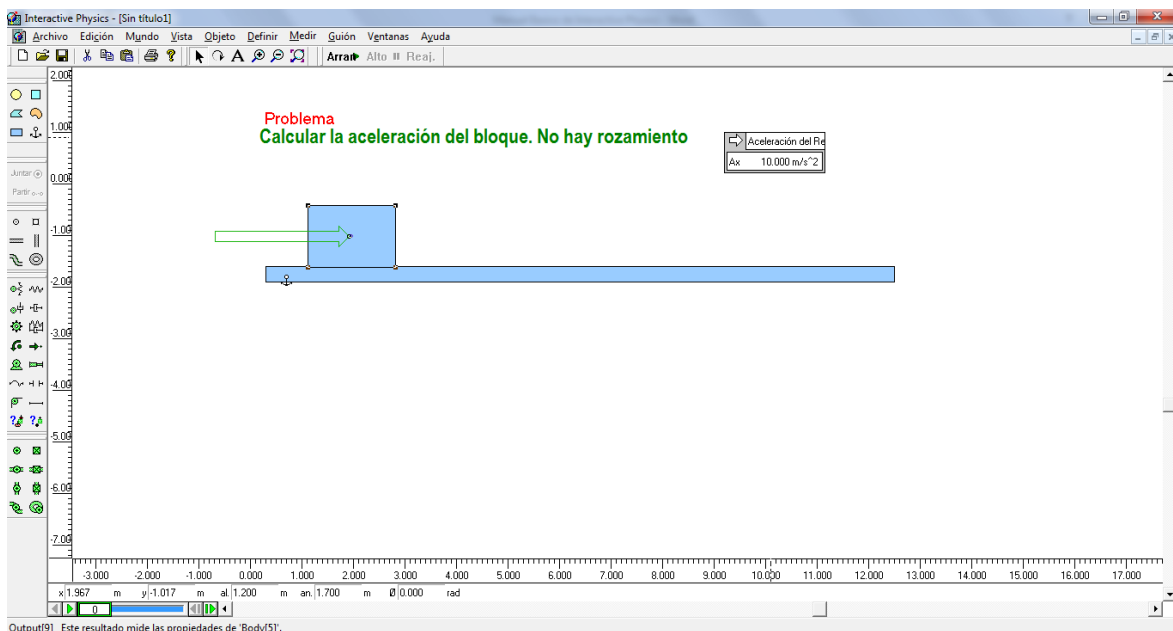 Interactive Physics - [Sin título1]
Archivo Edición Mundo Vista Objeto Definir Medir Guión Ventanas Ayuda
Arran Alto Reaj.
2.00
1.00
0.00
-1.00
-2.00
-3.00
-4.00
-5.00
-6.00
-7.00
Juntar
Partir
Problema
Calcular la aceleración del bloque. No hay rozamiento
Aceleración del Re
Ax 10.000 m/s^2
-3.000 -2.000 -1.000 0.000 1.000 2.000 3.000 4.000 5.000 6.000 7.000 8.000 9.000 10.000 11.000 12.000 13.000 14.000 15.000 16.000 17.000
x 1.967 m y -1.017 m al. 1.200 m an. 1.700 m Ø 0.000 rad
0
Output[9]. Este resultado mide las propiedades de 'Body[5]'.